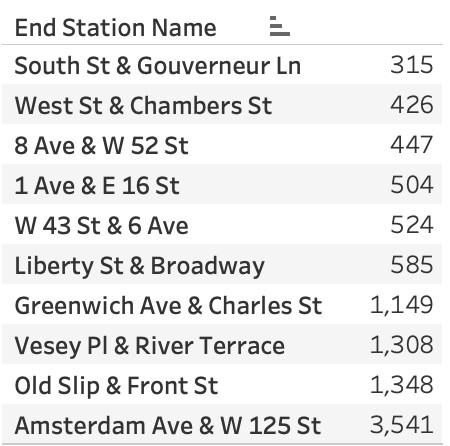 End Station Name
South St & Gouverneur Ln 315
West St & Chambers St 426
8 Ave & W 52 St 447
1 Ave & E 16 St 504
W 43 St & 6 Ave 524
Liberty St & Broadway 585
Greenwich Ave & Charles St 1,149
Vesey Pl & River Terrace 1,308
Old Slip & Front St 1,348
Amsterdam Ave & W 125 St 3,541